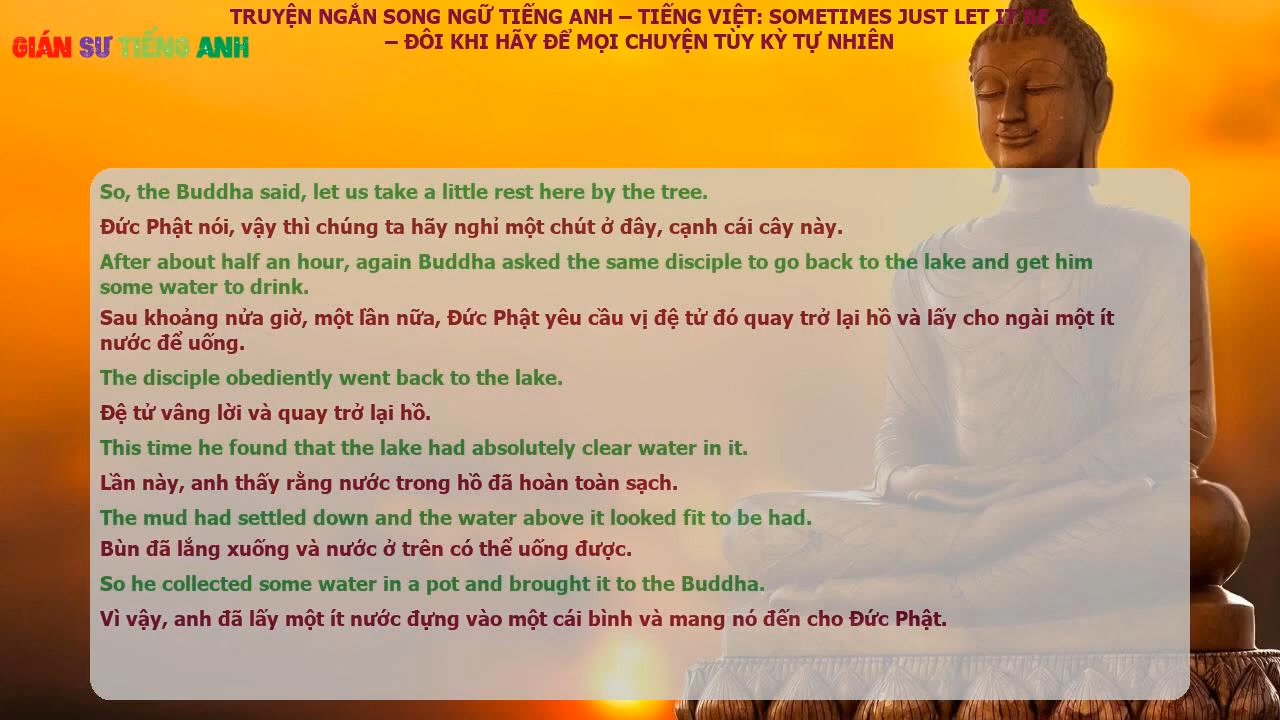 TRUYỆN NGẮN SONG NGỮ TIẾNG ANH – TIẾNG VIỆT: SOMETIMES JUST LET IT BE
– ĐÔI KHI HÃY ĐỂ MỌI CHUYỆN TÙY KỲ TỰ NHIÊN
GIÁN SƯ TIẾNG ANH
So, the Buddha said, let us take a little rest here by the tree.
Đức Phật nói, vậy thì chúng ta hãy nghỉ một chút ở đây, cạnh cái cây này.
After about half an hour, again Buddha asked the same disciple to go back to the lake and get him
some water to drink.
Sau khoảng nửa giờ, một lần nữa, Đức Phật yêu cầu vị đệ tử đó quay trở lại hồ và lấy cho ngài một ít
nước để uống.
The disciple obediently went back to the lake.
Đệ tử vâng lời và quay trở lại hồ.
This time he found that the lake had absolutely clear water in it.
Lần này, anh thấy rằng nước trong hồ đã hoàn toàn sạch.
The mud had settled down and the water above it looked fit to be had.
Bùn đã lắng xuống và nước ở trên có thể uống được.
So he collected some water in a pot and brought it to the Buddha.
Vì vậy, anh đã lấy một ít nước đựng vào một cái bình và mang nó đến cho Đức Phật.